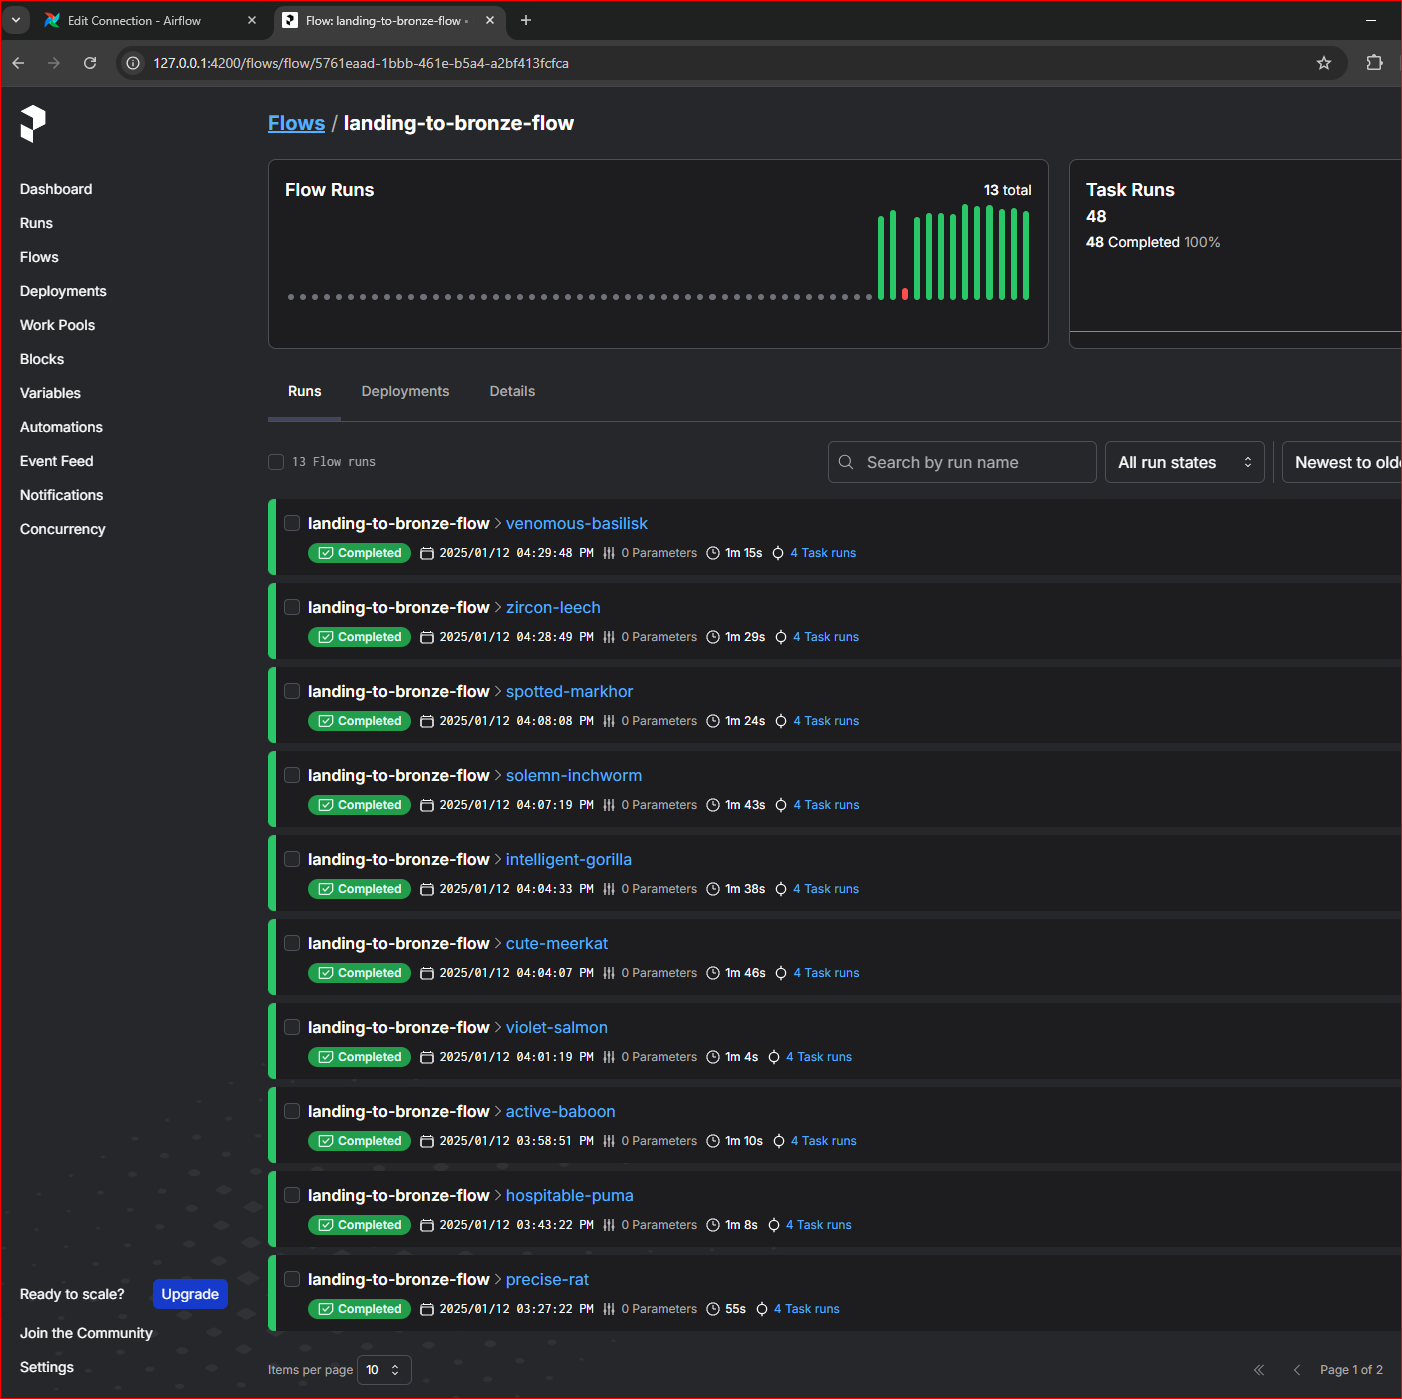 Edit Connection - Airflow
Flow: landing-to-bronze-flow •
127.0.0.1:4200/flows/flow/5761eaad-1bbb-461e-b5a4-a2bf413fcfca
Flows / landing-to-bronze-flow
Dashboard
Runs
Flows
Deployments
Work Pools
Blocks
Variables
Automations
Event Feed
Notifications
Concurrency
Flow Runs
13 total
Task Runs
48
48 Completed 100%
Runs Deployments Details
13 Flow runs
Search by run name
All run states
Newest to olde
landing-to-bronze-flow > venomous-basilisk
Completed 2025/01/12 04:29:48 PM 0 Parameters 1m 15s 4 Task runs
landing-to-bronze-flow > zircon-leech
Completed 2025/01/12 04:28:49 PM 0 Parameters 1m 29s 4 Task runs
landing-to-bronze-flow > spotted-markhor
Completed 2025/01/12 04:08:08 PM 0 Parameters 1m 24s 4 Task runs
landing-to-bronze-flow > solemn-inchworm
Completed 2025/01/12 04:07:19 PM 0 Parameters 1m 43s 4 Task runs
landing-to-bronze-flow > intelligent-gorilla
Completed 2025/01/12 04:04:33 PM 0 Parameters 1m 38s 4 Task runs
landing-to-bronze-flow > cute-meerkat
Completed 2025/01/12 04:04:07 PM 0 Parameters 1m 46s 4 Task runs
landing-to-bronze-flow > violet-salmon
Completed 2025/01/12 04:01:19 PM 0 Parameters 1m 4s 4 Task runs
landing-to-bronze-flow > active-baboon
Completed 2025/01/12 03:58:51 PM 0 Parameters 1m 10s 4 Task runs
landing-to-bronze-flow > hospitable-puma
Completed 2025/01/12 03:43:22 PM 0 Parameters 1m 8s 4 Task runs
landing-to-bronze-flow > precise-rat
Completed 2025/01/12 03:27:22 PM 0 Parameters 55s 4 Task runs
Ready to scale? Upgrade
Join the Community
Settings
Items per page 10
Page 1 of 2